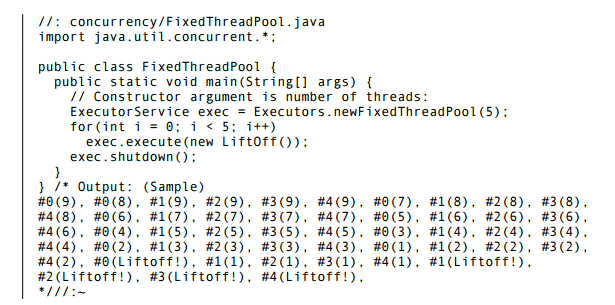 //: concurrency/FixedThreadPool.java
import java.util.concurrent.*;

public class FixedThreadPool {
  public static void main(String[] args) {
    // Constructor argument is number of threads:
    ExecutorService exec = Executors.newFixedThreadPool(5);
    for(int i = 0; i < 5; i++)
      exec.execute(new LiftOff());
    exec.shutdown();
  }
} /* Output: (Sample)
#0(9), #0(8), #1(9), #2(9), #3(9), #4(9), #0(7), #1(8), #2(8), #3(8),
#4(8), #0(6), #1(7), #2(7), #3(7), #4(7), #0(5), #1(6), #2(6), #3(6),
#4(6), #0(4), #1(5), #2(5), #3(5), #4(5), #0(3), #1(4), #2(4), #3(4),
#4(4), #0(2), #1(3), #2(3), #3(3), #4(3), #0(1), #1(2), #2(2), #3(2),
#4(2), #0(Liftoff!), #1(1), #2(1), #3(1), #4(1), #1(Liftoff!),
#2(Liftoff!), #3(Liftoff!), #4(Liftoff!),
*///:~